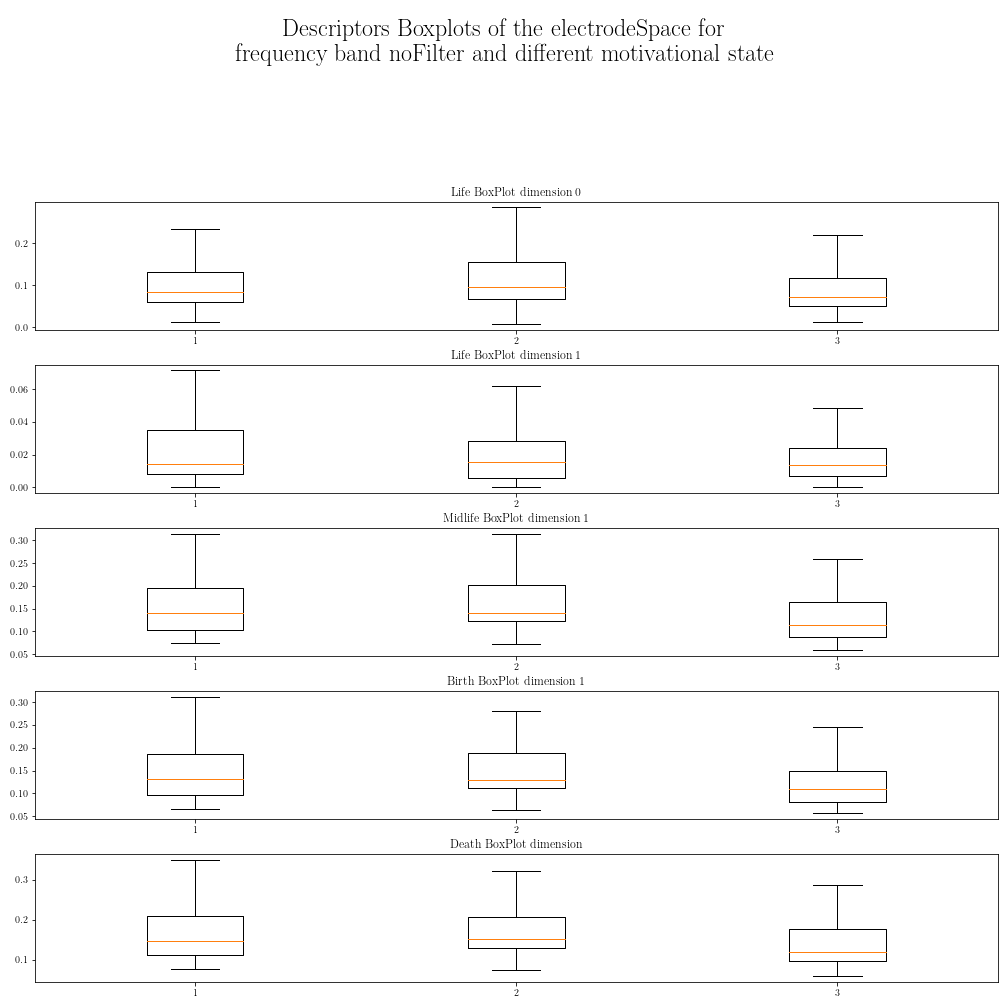 Descriptors Boxplots of the electrodeSpace for
frequency band noFilter and different motivational state
Life BoxPlot dimension 0
0.2
0.1
0.0
1 2 3
Life BoxPlot dimension 1
0.06
0.04
0.02
0.00
1 2 3
Midlife BoxPlot dimension 1
0.30
0.25
0.20
0.15
0.10
0.05
1 2 3
Birth BoxPlot dimension 1
0.30
0.25
0.20
0.15
0.10
0.05
1 2 3
Death BoxPlot dimension
0.3
0.2
0.1
1 2 3